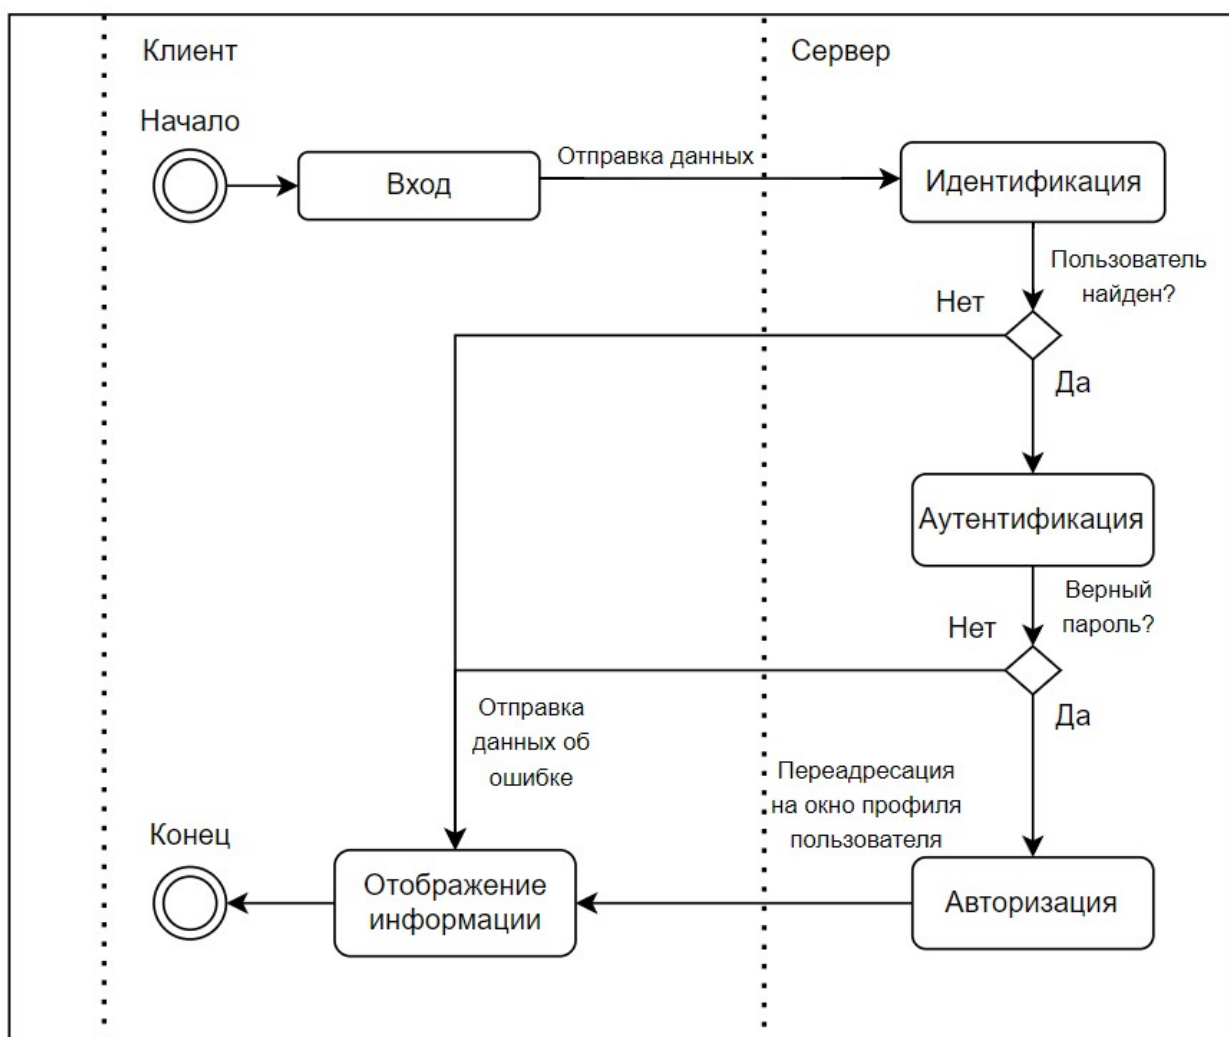 Клиент
Сервер
Начало
Вход
Отправка данных
Идентификация
Пользователь
найден?
Нет
Да
Аутентификация
Верный
пароль?
Нет
Да
Отправка
данных об
ошибке
Переадресация
на окно профиля
пользователя
Конец
Отображение
информации
Авторизация